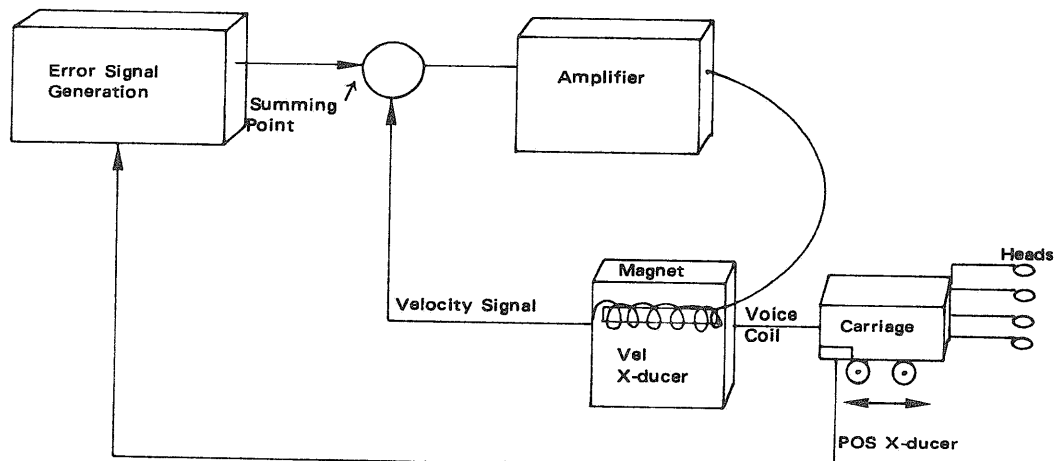 Error Signal
Generation
Summing
Point
Amplifier
Heads
Magnet
Velocity Signal
Voice
Coil
Carriage
Vel
X-ducer
POS X-ducer